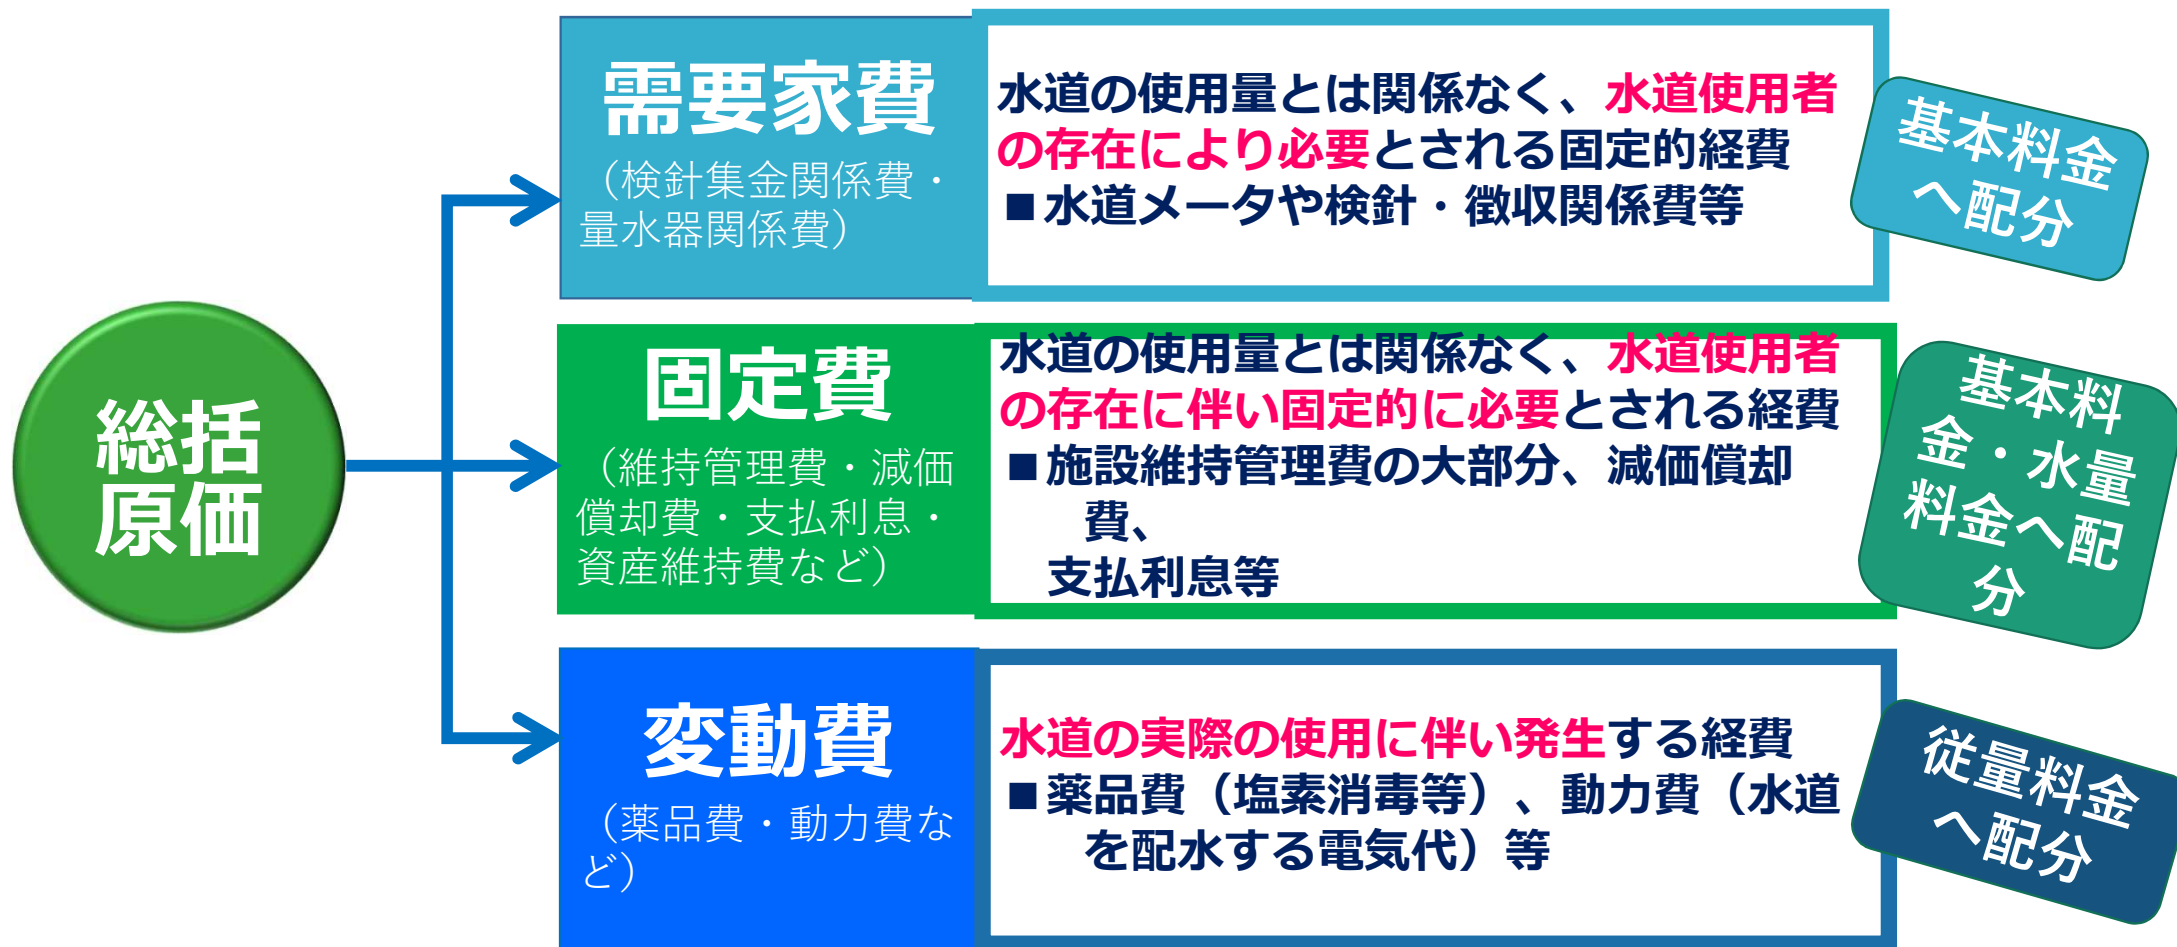 総括
原価
需要家費
（検針集金関係費・
量水器関係費）
水道の使用量とは関係なく、水道使用者
の存在により必要とされる固定的経費
■水道メータや検針・徴収関係費等
基本料金
へ配分
固定費
（維持管理費・減価
償却費・支払利息・
資産維持費など）
水道の使用量とは関係なく、水道使用者
の存在に伴い固定的に必要とされる経費
■施設維持管理費の大部分、減価償却
費、
支払利息等
基本料
金・水量
料金へ配
分
変動費
（薬品費・動力費な
ど）
水道の実際の使用に伴い発生する経費
■薬品費（塩素消毒等）、動力費（水道
を配水する電気代）等
従量料金
へ配分